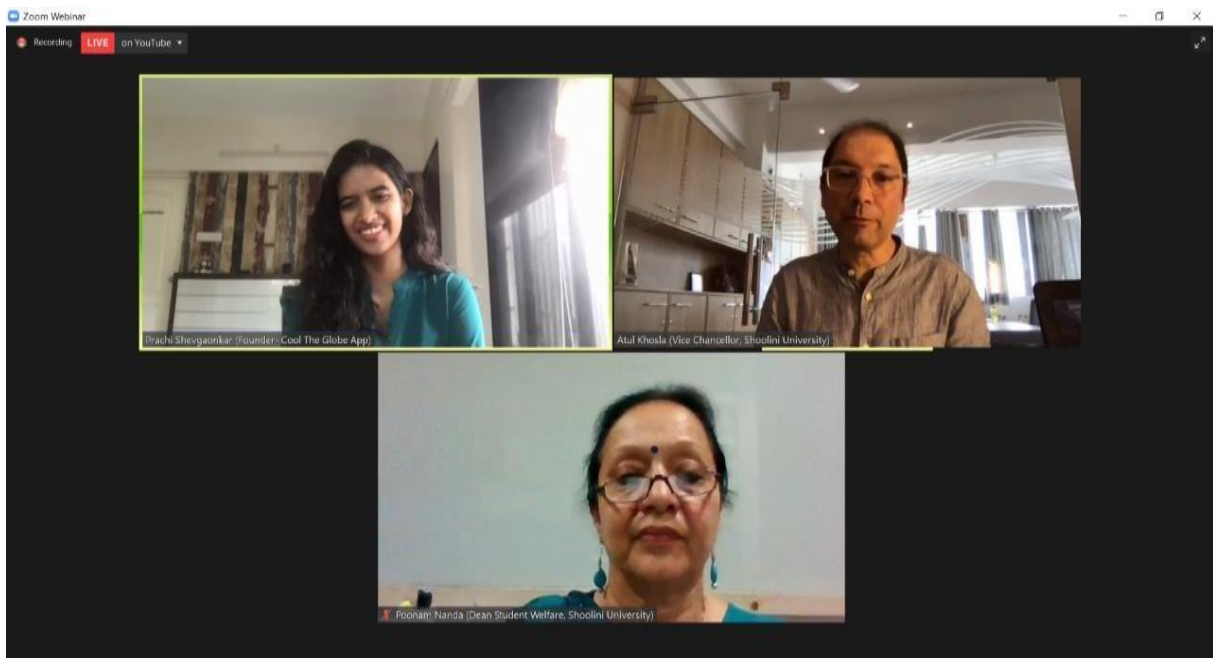 Zoom Webinar
Recording
LIVE
on YouTube
Prachi Shevgaonkar (Founder- Cool The Globe App)
Atul Khosla (Vice Chancellor, Shoolini University)
Poonam Nanda (Dean Student Welfare, Shoolini University)